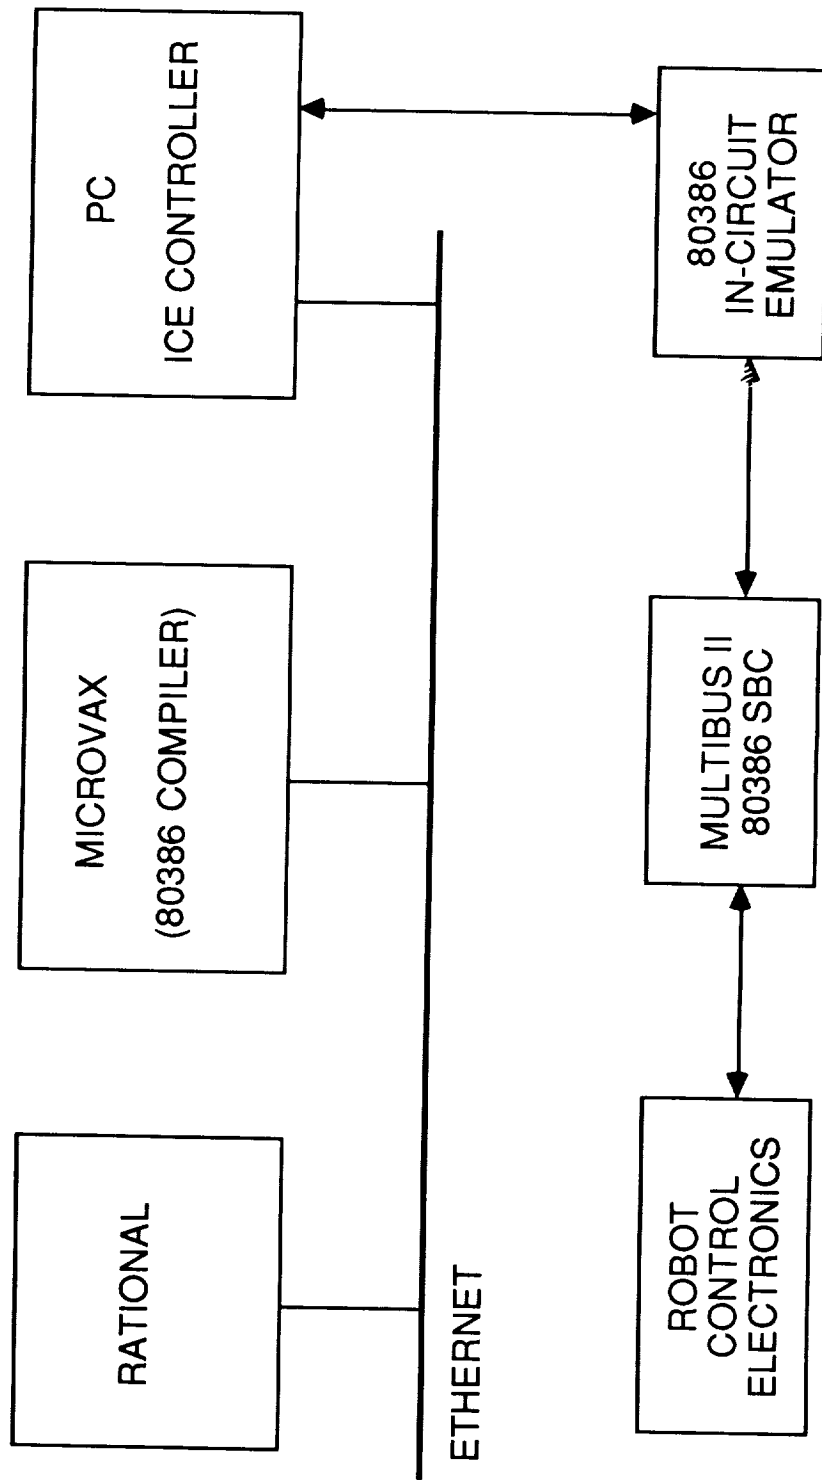 RATIONAL
MICROVAX
(80386 COMPILER)
PC
ICE CONTROLLER
ETHERNET
ROBOT
CONTROL
ELECTRONICS
MULTIBUS II
80386 SBC
80386
IN-CIRCUIT
EMULATOR